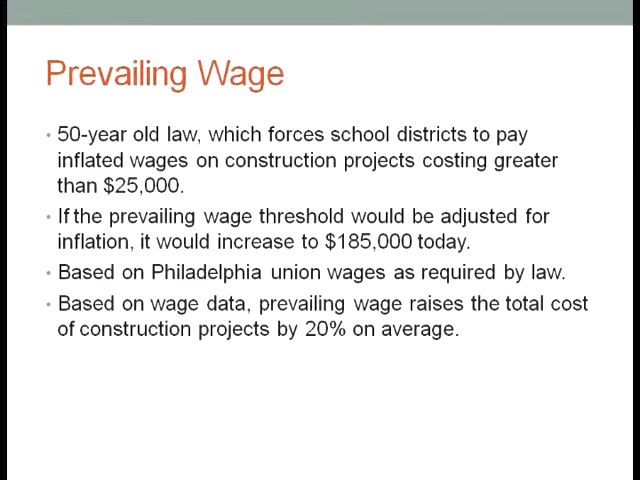 Prevailing Wage
• 50-year old law, which forces school districts to pay
inflated wages on construction projects costing greater
than $25,000.
• If the prevailing wage threshold would be adjusted for
inflation, it would increase to $185,000 today.
• Based on Philadelphia union wages as required by law.
• Based on wage data, prevailing wage raises the total cost
of construction projects by 20% on average.